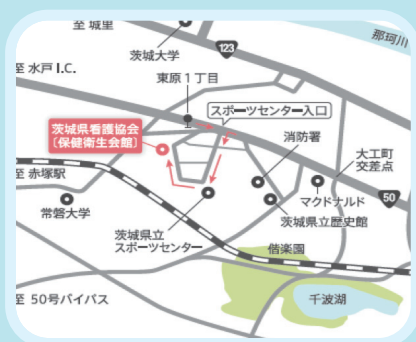 至 城里
茨城大学
123
那珂川
至 水戸 I.C.
東原1丁目
スポーツセンター入口
茨城県看護協会
〔保健衛生会館〕
消防署
大工町
交差点
至 赤塚駅
50
マクドナルド
常磐大学
茨城県立歴史館
茨城県立
スポーツセンター
偕楽園
至 50号バイパス
千波湖